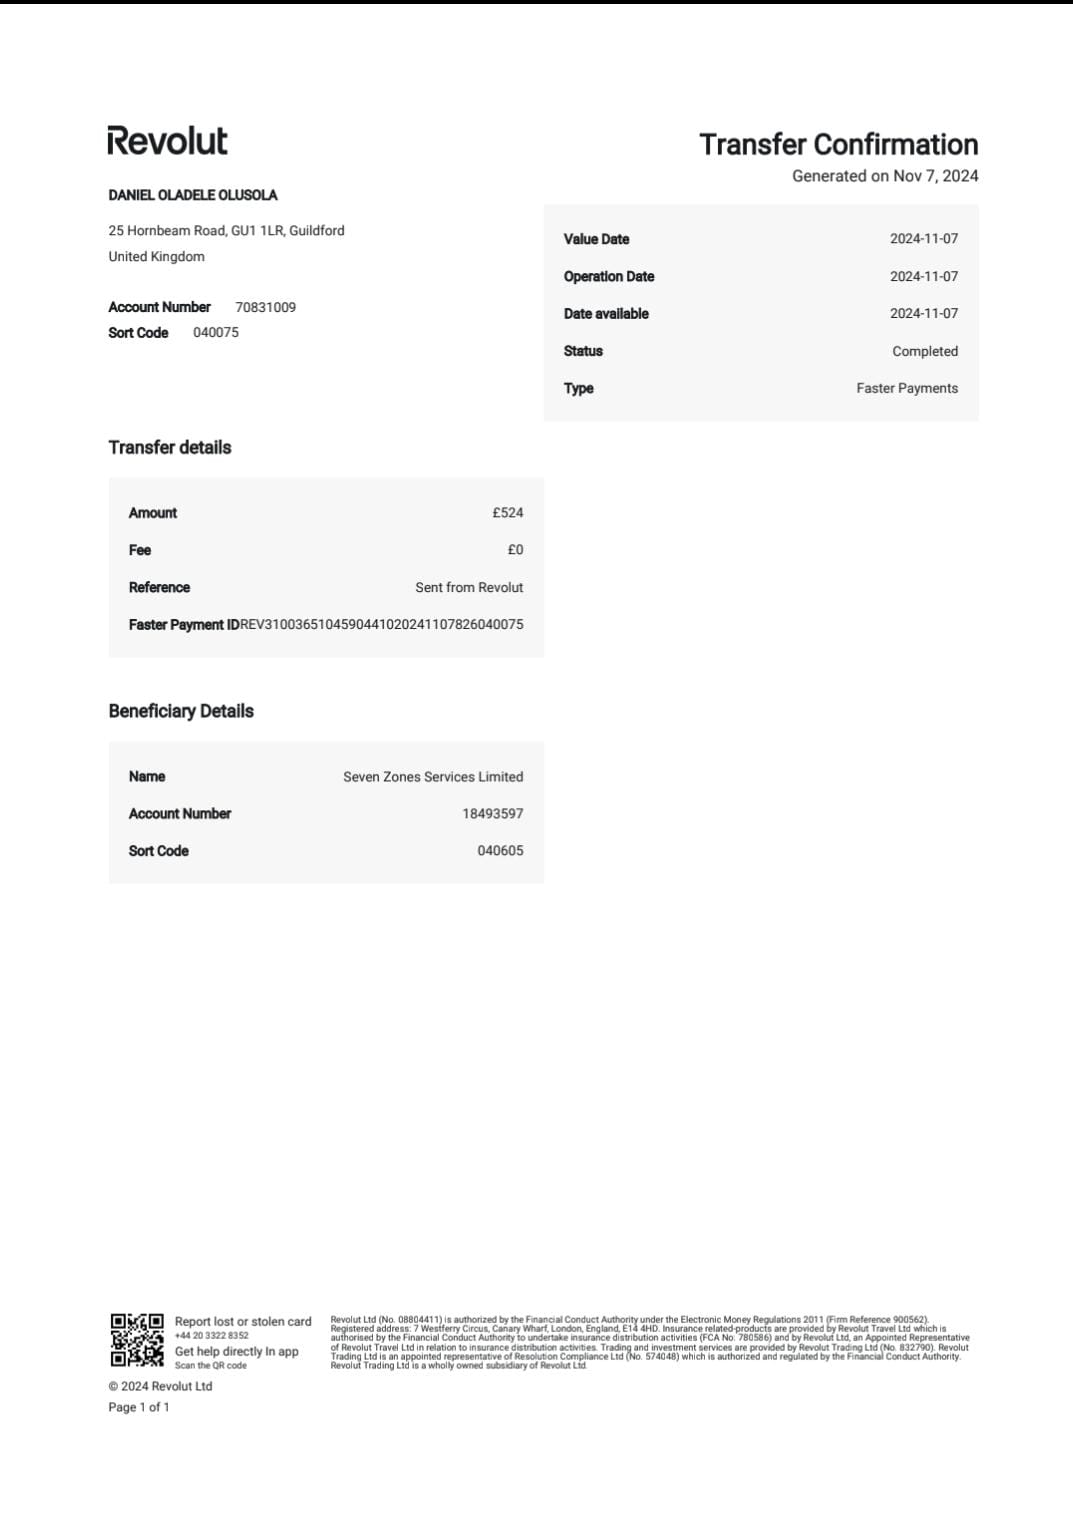 Revolut
Transfer Confirmation
Generated on Nov 7, 2024
DANIEL OLADELE OLUSOLA
25 Hornbeam Road, GU1 1LR, Guildford
United Kingdom
Account Number 70831009
Sort Code 040075
Value Date 2024-11-07
Operation Date 2024-11-07
Date available 2024-11-07
Status Completed
Type Faster Payments
Transfer details
Amount £524
Fee £0
Reference Sent from Revolut
Faster Payment IDREV3100365104590441020241107826040075
Beneficiary Details
Name Seven Zones Services Limited
Account Number 18493597
Sort Code 040605
Report lost or stolen card
+44 20 3322 8352
Get help directly In app
Scan the QR code
Revolut Ltd (No. 08804411) is authorized by the Financial Conduct Authority under the Electronic Money Regulations 2011 (Firm Reference 900562).
Registered address: 7 Westferry Circus, Canary Wharf, London, England, E14 4HD. Insurance related-products are provided by Revolut Travel Ltd which is
authorised by the Financial Conduct Authority to undertake insurance distribution activities (FCA No: 780586) and by Revolut Ltd, an Appointed Representative
of Revolut Travel Ltd in relation to insurance distribution activities. Trading and investment services are provided by Revolut Trading Ltd (No. 832790). Revolut
Trading Ltd is an appointed representative of Resolution Compliance Ltd (No. 574048) which is authorized and regulated by the Financial Conduct Authority.
Revolut Trading Ltd is a wholly owned subsidiary of Revolut Ltd.
© 2024 Revolut Ltd
Page 1 of 1